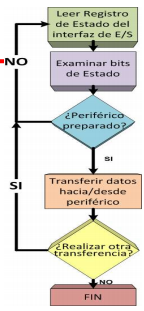 Leer Registro
de Estado del
interfaz de E/S
NO
Examinar bits
de Estado
¿Periférico
preparado?
SI
Transferir datos
hacia/desde
periférico
SI
¿Realizar otra
transferencia?
NO
FIN